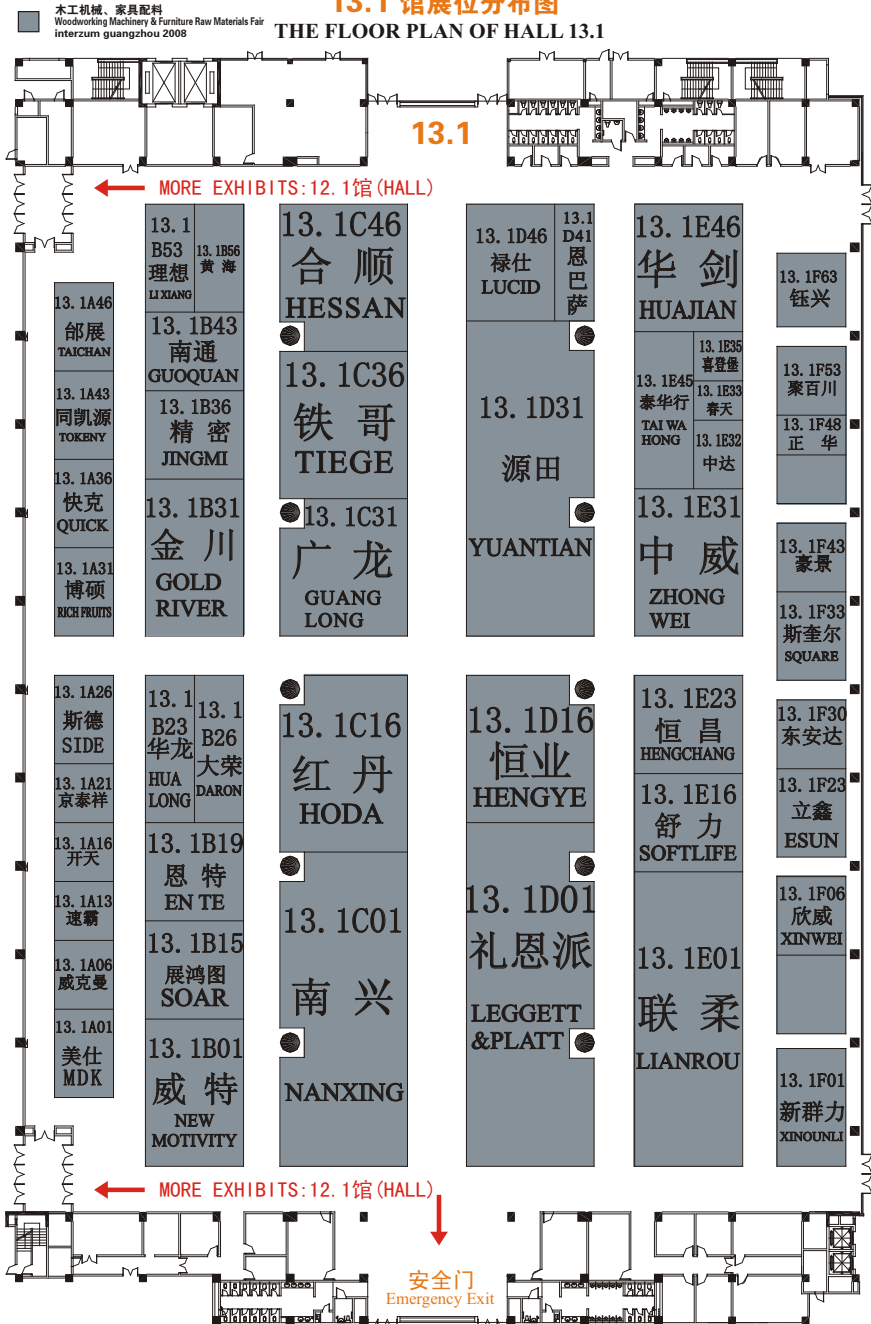 木工机械、家具配料
Woodworking Machinery & Furniture Raw Materials Fair
interzum guangzhou 2008
13.1 馆展位分布图
THE FLOOR PLAN OF HALL 13.1
13.1
MORE EXHIBITS:12.1馆(HALL)
13.1A46
邰展
TAICHAN
13.1A43
同凯源
TOKENY
13.1A36
快克
QUICK
13.1A31
博硕
RICH FRUITS
13.1
B53
理想
LI XIANG
13.1B56
黄海
13.1B43
南通
GUOQUAN
13.1B36
精密
JINGMI
13.1B31
金川
GOLD
RIVER
13.1C46
合顺
HESSAN
13.1C36
铁哥
TIEGE
13.1C31
广龙
GUANG
LONG
13.1D46
禄仕
LUCID
13.1
D41
恩
巴
萨
13.1D31
源田
YUANTIAN
13.1E46
华剑
HUAJIAN
13.1E45
泰华行
TAI WA
HONG
13.1E35
喜登堡
13.1E33
春天
13.1E32
中达
13.1E31
中威
ZHONG
WEI
13.1F63
钰兴
13.1F53
聚百川
13.1F48
正华
13.1F43
豪景
13.1F33
斯奎尔
SQUARE
13.1A26
斯德
SIDE
13.1A21
京泰祥
13.1A16
开天
13.1A13
速霸
13.1A06
威克曼
13.1A01
美仕
MDK
13.1
B23
华龙
HUA
LONG
13.1
B26
大荣
DARON
13.1B19
恩特
EN TE
13.1B15
展鸿图
SOAR
13.1B01
威特
NEW
MOTIVITY
13.1C16
红丹
HODA
13.1C01
南兴
NANXING
13.1D16
恒业
HENGYE
13.1D01
礼恩派
LEGGETT
&PLATT
13.1E23
恒昌
HENGCHANG
13.1E16
舒力
SOFTLIFE
13.1E01
联柔
LIANROU
13.1F30
东安达
13.1F23
立鑫
ESUN
13.1F06
欣威
XINWEI
13.1F01
新群力
XINOUNLI
MORE EXHIBITS:12.1馆(HALL)
安全门
Emergency Exit